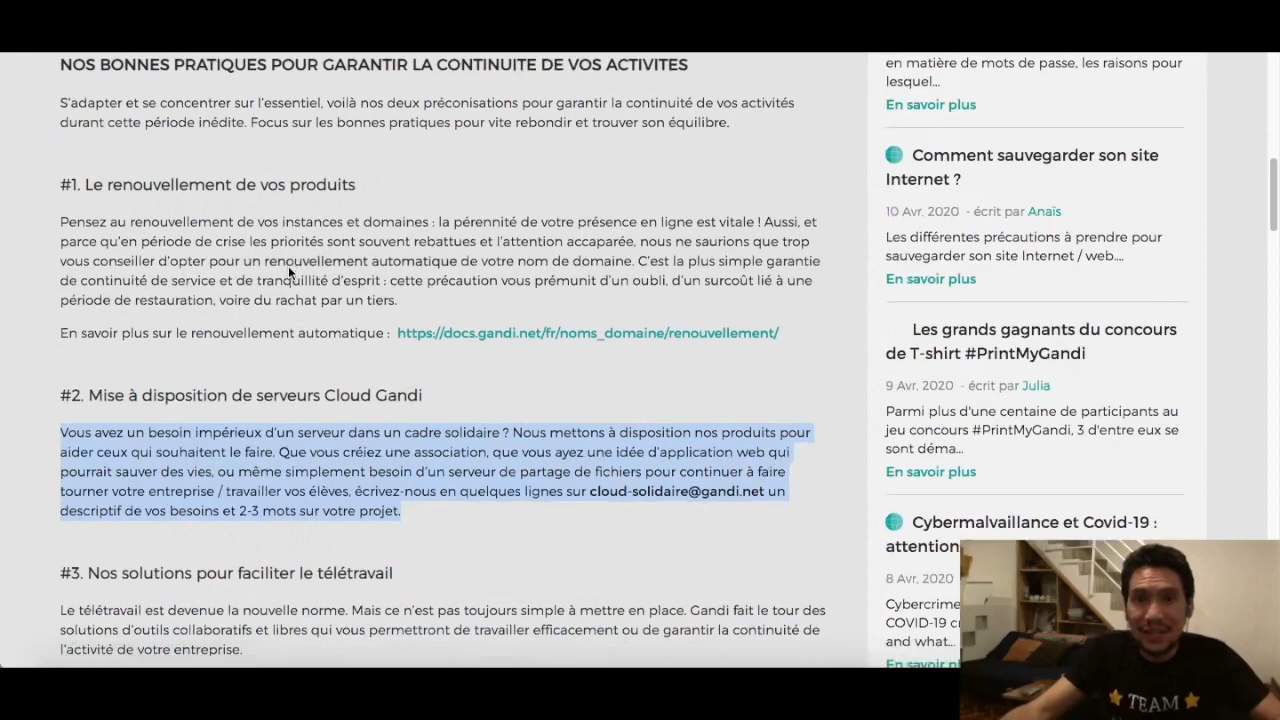 NOS BONNES PRATIQUES POUR GARANTIR LA CONTINUITE DE VOS ACTIVITES
S'adapter et se concentrer sur l'essentiel, voilà nos deux préconisations pour garantir la continuité de vos activités
durant cette période inédite. Focus sur les bonnes pratiques pour vite rebondir et trouver son équilibre.
#1. Le renouvellement de vos produits
Pensez au renouvellement de vos instances et domaines : la pérennité de votre présence en ligne est vitale ! Aussi, et
parce qu'en période de crise les priorités sont souvent rebattues et l'attention accaparée, nous ne saurions que trop
vous conseiller d'opter pour un renouvellement automatique de votre nom de domaine. C'est la plus simple garantie
de continuité de service et de tranquillité d'esprit : cette précaution vous prémunit d'un oubli, d'un surcoût lié à une
période de restauration, voire du rachat par un tiers.
En savoir plus sur le renouvellement automatique : https://docs.gandi.net/fr/noms_domaine/renouvellement/
#2. Mise à disposition de serveurs Cloud Gandi
Vous avez un besoin impérieux d'un serveur dans un cadre solidaire ? Nous mettons à disposition nos produits pour
aider ceux qui souhaitent le faire. Que vous créiez une association, que vous ayez une idée d'application web qui
pourrait sauver des vies, ou même simplement besoin d'un serveur de partage de fichiers pour continuer à faire
tourner votre entreprise / travailler vos élèves, écrivez-nous en quelques lignes sur cloud-solidaire@gandi.net un
descriptif de vos besoins et 2-3 mots sur votre projet.
#3. Nos solutions pour faciliter le télétravail
Le télétravail est devenue la nouvelle norme. Mais ce n'est pas toujours simple à mettre en place. Gandi fait le tour des
solutions d'outils collaboratifs et libres qui vous permettront de travailler efficacement ou de garantir la continuité de
l'activité de votre entreprise.
en matière de mots de passe, les raisons pour
lesquel...
En savoir plus
Comment sauvegarder son site
Internet ?
10 Avr. 2020 - écrit par Anaïs
Les différentes précautions à prendre pour
sauvegarder son site Internet / web....
En savoir plus
Les grands gagnants du concours
de T-shirt #PrintMyGandi
9 Avr. 2020 - écrit par Julia
Parmi plus d'une centaine de participants au
jeu concours #PrintMyGandi, 3 d'entre eux se
sont déma...
En savoir plus
Cybermalvaillance et Covid-19 :
attention
8 Avr. 2020
Cybercrime
COVID-19
and what...
En savoir
TEAM